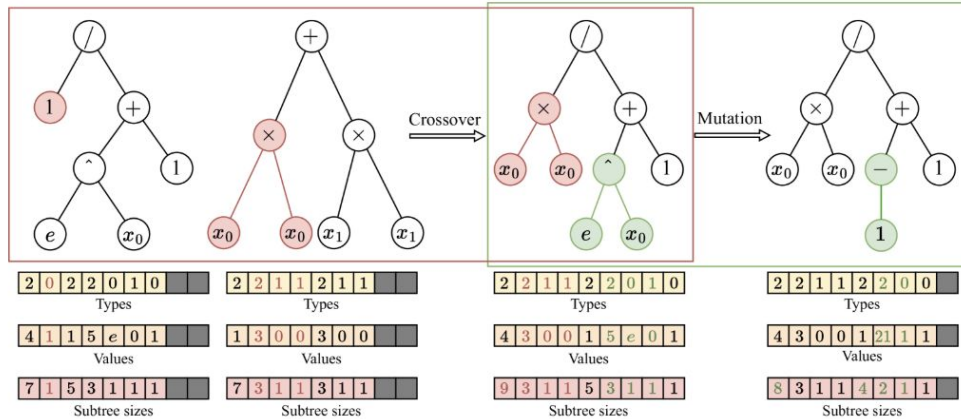 /
1 +
^ 1
e x₀
+
× ×
x₀ x₀ x₁ x₁
Crossover
/
× +
x₀ x₀ ^ 1
e x₀
Mutation
/
× +
x₀ x₀ − 1
1
2 0 2 2 0 1 0
Types
2 2 1 1 2 1 1
Types
2 2 1 1 2 2 0 1 0
Types
2 2 1 1 2 2 0 0
Types
4 1 1 5 e 0 1
Values
1 3 0 0 3 0 0
Values
4 3 0 0 1 5 e 0 1
Values
4 3 0 0 1 21 1 1
Values
7 1 5 3 1 1 1
Subtree sizes
7 3 1 1 3 1 1
Subtree sizes
9 3 1 1 5 3 1 1 1
Subtree sizes
8 3 1 1 4 2 1 1
Subtree sizes